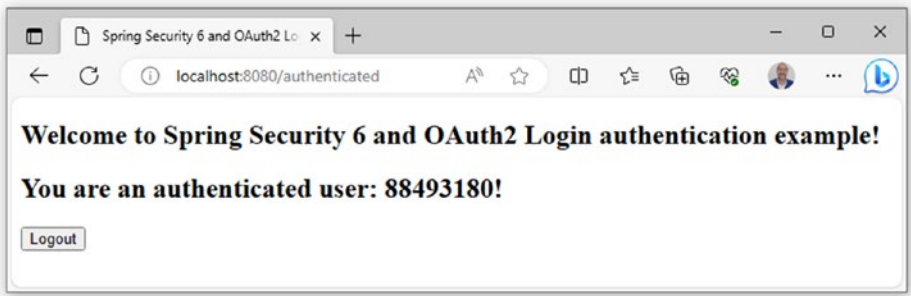 Spring Security 6 and OAuth2 Lo
localhost:8080/authenticated
Welcome to Spring Security 6 and OAuth2 Login authentication example!
You are an authenticated user: 88493180!
Logout